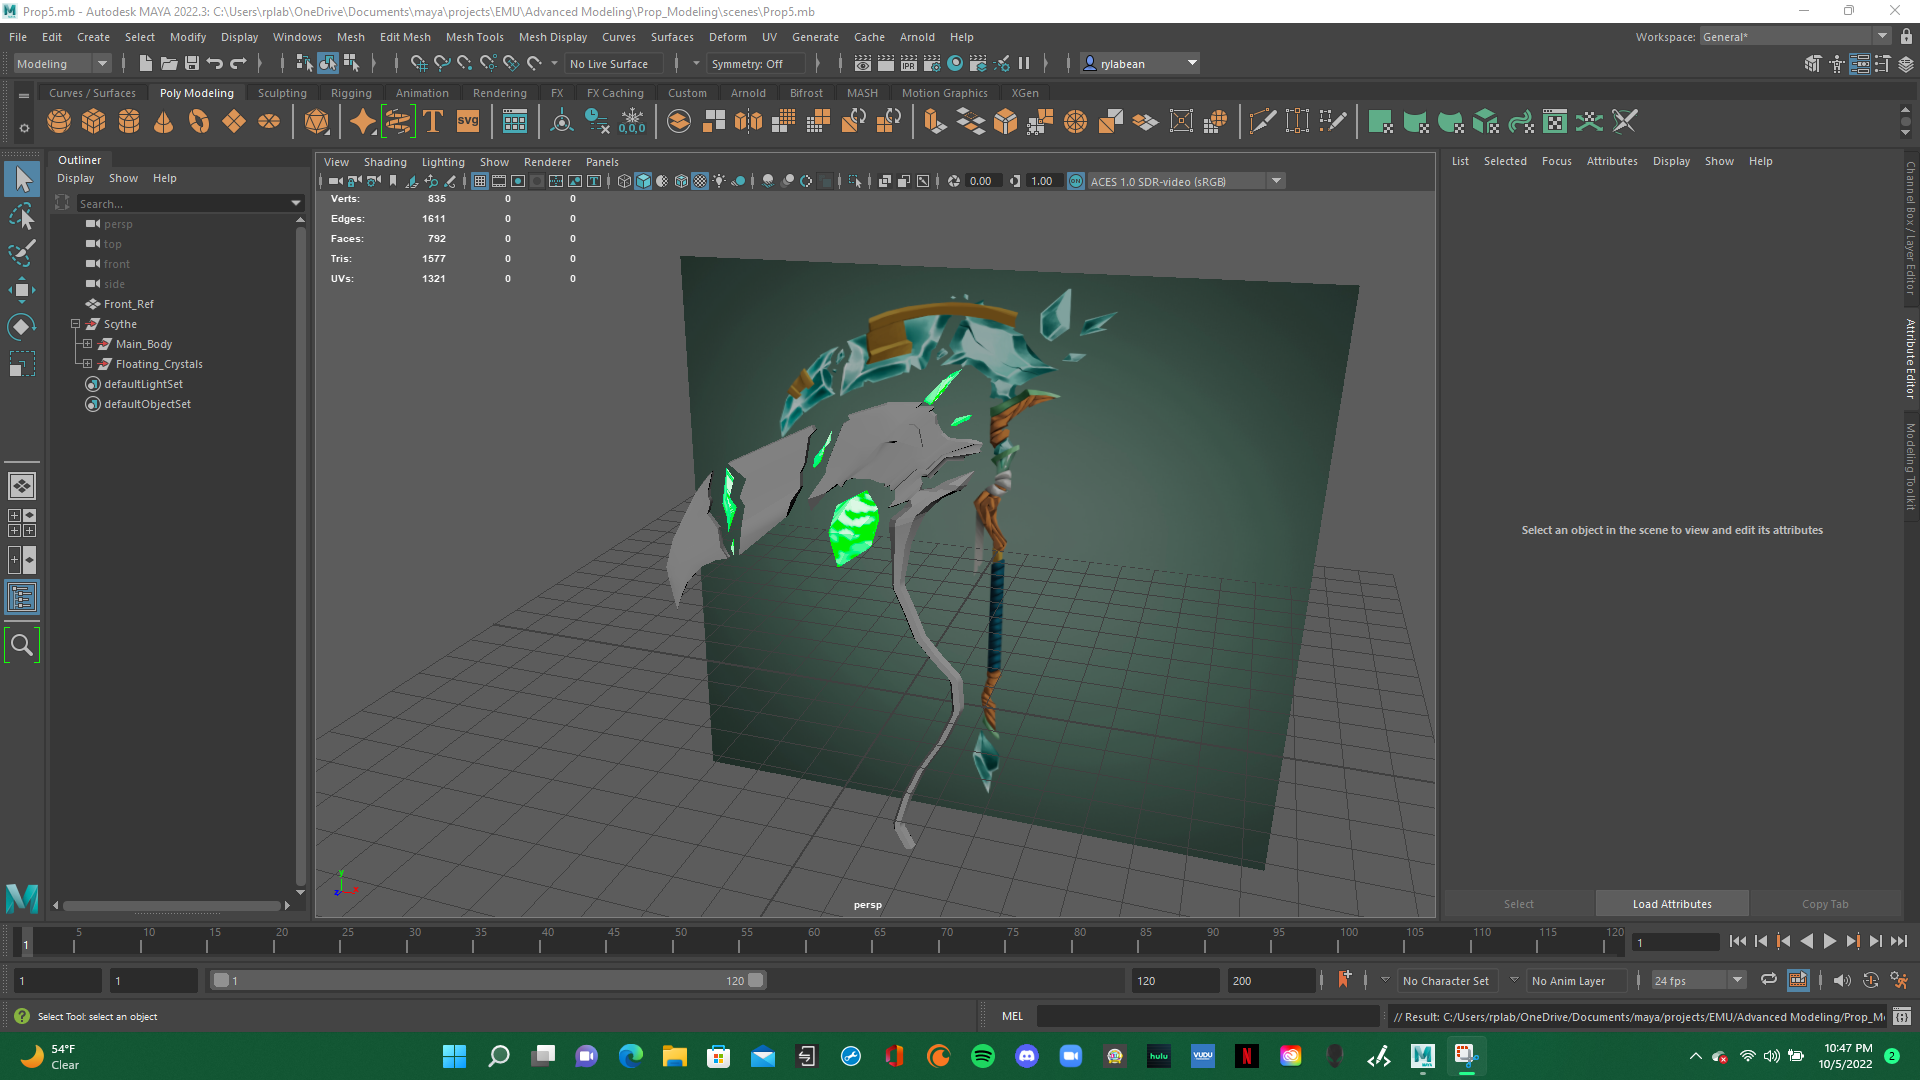 Prop5.mb - Autodesk MAYA 2022.3: C:\Users\rplab\OneDrive\Documents\maya\projects\EMU\Advanced Modeling\Prop_Modeling\scenes\Prop5.mb
File Edit Create Select Modify Display Windows Mesh Edit Mesh Mesh Tools Mesh Display Curves Surfaces Deform UV Generate Cache Arnold Help Workspace: General*
Modeling No Live Surface Symmetry: Off rylabean
Curves / Surfaces Poly Modeling Sculpting Rigging Animation Rendering FX FX Caching Custom Arnold Bifrost MASH Motion Graphics XGen
SVG 0,0,0
Outliner
Display Show Help
Search...
persp
top
front
side
Front_Ref
Scythe
Main_Body
Floating_Crystals
defaultLightSet
defaultObjectSet
View Shading Lighting Show Renderer Panels
0.00 1.00 ON ACES 1.0 SDR-video (sRGB)
Verts: 835 0 0
Edges: 1611 0 0
Faces: 792 0 0
Tris: 1577 0 0
UVs: 1321 0 0
y
z x
persp
List Selected Focus Attributes Display Show Help
Select an object in the scene to view and edit its attributes
Select Load Attributes Copy Tab
Channel Box / Layer Editor
Attribute Editor
Modeling Toolkit
1 5 10 15 20 25 30 35 40 45 50 55 60 65 70 75 80 85 90 95 100 105 110 115 120 1
1 1 1 120 120 200 No Character Set No Anim Layer 24 fps
Select Tool: select an object MEL // Result: C:/Users/rplab/OneDrive/Documents/maya/projects/EMU/Advanced Modeling/Prop_M
54°F
Clear
hulu VUDU N
10:47 PM
10/5/2022
2